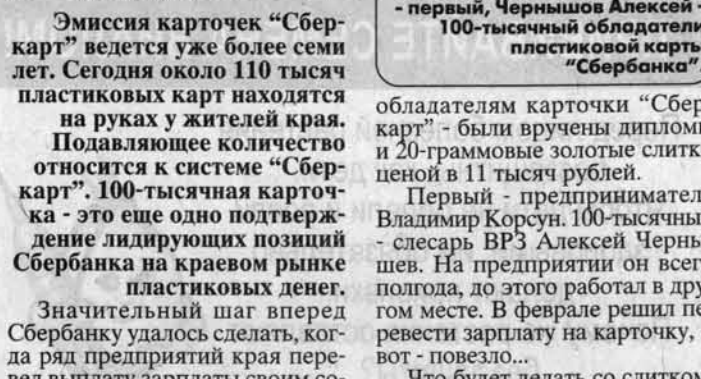 Эмиссия карточек “Сбер-
карт” ведется уже более семи
лет. Сегодня около 110 тысяч
пластиковых карт находятся
на руках у жителей края.
Подавляющее количество
относится к системе “Сбер-
карт”. 100-тысячная карточ-
ка - это еще одно подтверж-
дение лидирующих позиций
Сбербанка на краевом рынке
пластиковых денег.
Значительный шаг вперед
Сбербанку удалось сделать, ког-
да ряд предприятий края пере-
вел выплату зарплаты своим со-
- первый, Чернышов Алексей -
100-тысячный обладатель
пластиковой карты
“Сбербанка”.
обладателям карточки “Сбер
карт” - были вручены дипломы
и 20-граммовые золотые слитк
ценой в 11 тысяч рублей.
Первый - предпринимател
Владимир Корсун. 100-тысячны
- слесарь ВРЗ Алексей Черны
шев. На предприятии он всег
полгода, до этого работал в дру
гом месте. В феврале решил пе
ревести зарплату на карточку,
вот - повезло...
Что будет делать со слитком